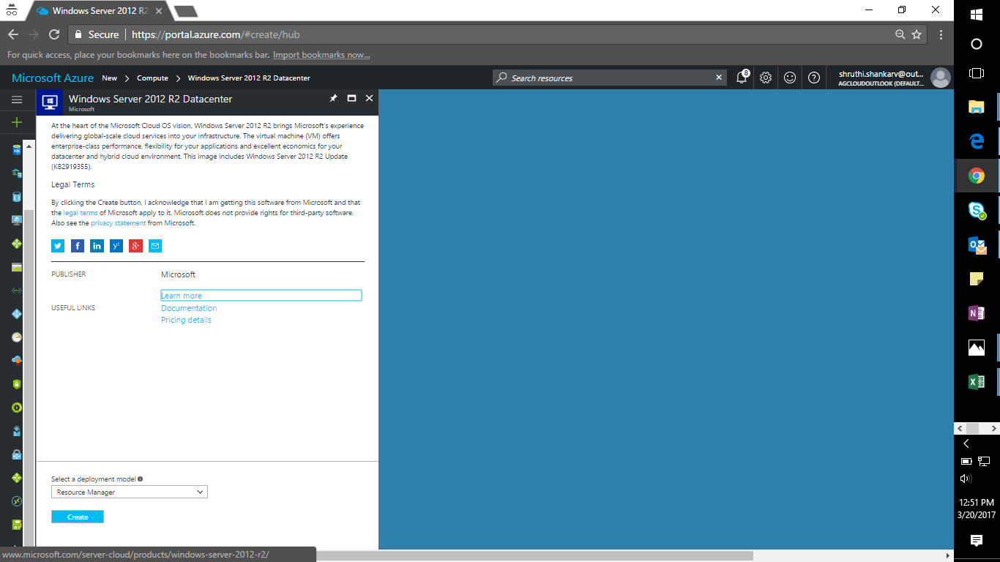 Windows Server 2012 R2
Secure https://portal.azure.com/#create/hub
For quick access, place your bookmarks here on the bookmarks bar. Import bookmarks now...
Microsoft Azure New Compute Windows Server 2012 R2 Datacenter Search resources 8 shruthi.shankarv@out...
AGCLOUDOUTLOOK (DEFAULT...
Windows Server 2012 R2 Datacenter
Microsoft
At the heart of the Microsoft Cloud OS vision, Windows Server 2012 R2 brings Microsoft's experience
delivering global-scale cloud services into your infrastructure. The virtual machine (VM) offers
enterprise-class performance, flexibility for your applications and excellent economics for your
datacenter and hybrid cloud environment. This image includes Windows Server 2012 R2 Update
(KB2919355).
Legal Terms
By clicking the Create button, I acknowledge that I am getting this software from Microsoft and that
the legal terms of Microsoft apply to it. Microsoft does not provide rights for third-party software.
Also see the privacy statement from Microsoft.
PUBLISHER Microsoft
Learn more
USEFUL LINKS Documentation
Pricing details
Select a deployment model
Resource Manager
Create
www.microsoft.com/server-cloud/products/windows-server-2012-r2/
12:51 PM
3/20/2017